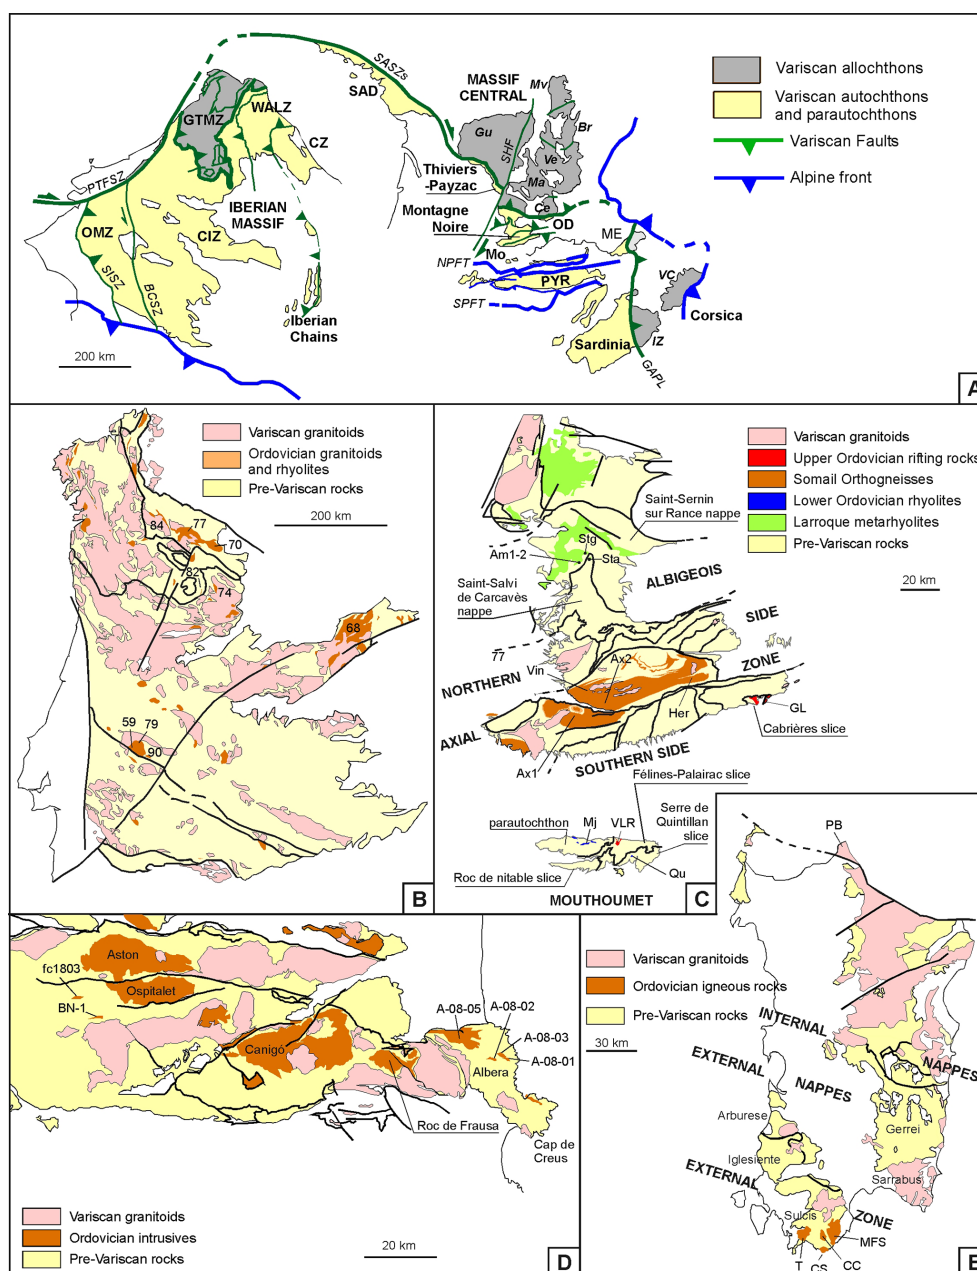 SASZs
SAD
MASSIF
CENTRAL
Mv
Variscan allochthons
Variscan autochthons
and parautochthons
Variscan Faults
Alpine front
GTMZ
WALZ
CZ
Gu
SHF
Br
Ve
Thiviers
-Payzac
Ma
Ce
PTFSZ
IBERIAN
MASSIF
Montagne
Noire
OD
OMZ
CIZ
Mo
ME
NPFT
PYR
VC
SISZ
BCSZ
SPFT
Iberian
Chains
Corsica
Sardinia
IZ
GAPL
200 km
A
Variscan granitoids
Ordovician granitoids
and rhyolites
Pre-Variscan rocks
200 km
84
77
70
82
74
68
59
79
90
B
Variscan granitoids
Upper Ordovician rifting rocks
Somail Orthogneisses
Lower Ordovician rhyolites
Larroque metarhyolites
Pre-Variscan rocks
20 km
Saint-Sernin
sur Rance nappe
Stg
Am1-2
Sta
ALBIGEOIS
Saint-Salvi
de Carcavès
nappe
SIDE
77
Ax2
Vin
ZONE
NORTHERN
Her
GL
AXIAL
Cabrières slice
Ax1
SOUTHERN SIDE
Félines-Palairac slice
parautochthon
Mj
VLR
Serre de
Quintillan
slice
Roc de nitable slice
Qu
MOUTHOUMET
C
Aston
fc1803
Ospitalet
BN-1
A-08-05
A-08-02
A-08-03
Canigó
Albera
A-08-01
Roc de Frausa
Cap de
Creus
Variscan granitoids
Ordovician intrusives
Pre-Variscan rocks
20 km
D
PB
Variscan granitoids
Ordovician igneous rocks
Pre-Variscan rocks
30 km
INTERNAL
NAPPES
EXTERNAL
NAPPES
Arburese
Gerrei
Iglesiente
EXTERNAL
Sarrabus
Sulcis
ZONE
MFS
T
CS
CC
E